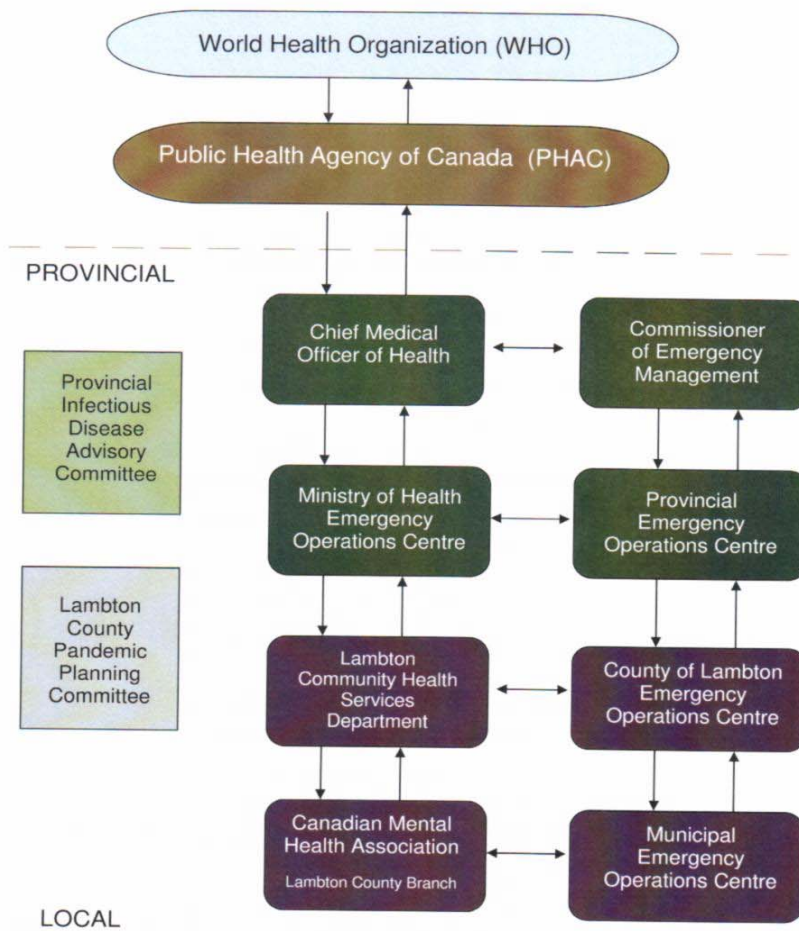 World Health Organization (WHO)
Public Health Agency of Canada (PHAC)
PROVINCIAL
Chief Medical
Officer of Health
Commissioner
of Emergency
Management
Provincial
Infectious
Disease
Advisory
Committee
Ministry of Health
Emergency
Operations Centre
Provincial
Emergency
Operations Centre
Lambton
County
Pandemic
Planning
Committee
Lambton
Community Health
Services
Department
County of Lambton
Emergency
Operations Centre
Canadian Mental
Health Association
Lambton County Branch
Municipal
Emergency
Operations Centre
LOCAL